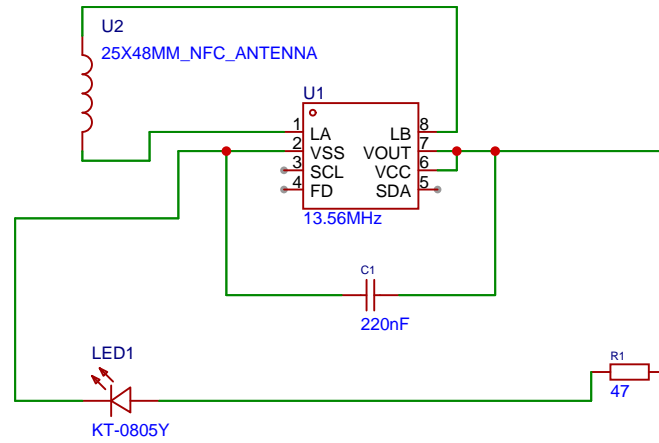 U2
25X48MM_NFC_ANTENNA
U1
1 LA LB 8
2 VSS VOUT 7
3 SCL VCC 6
4 FD SDA 5
13.56MHz
C1
220nF
LED1
KT-0805Y
R1
47